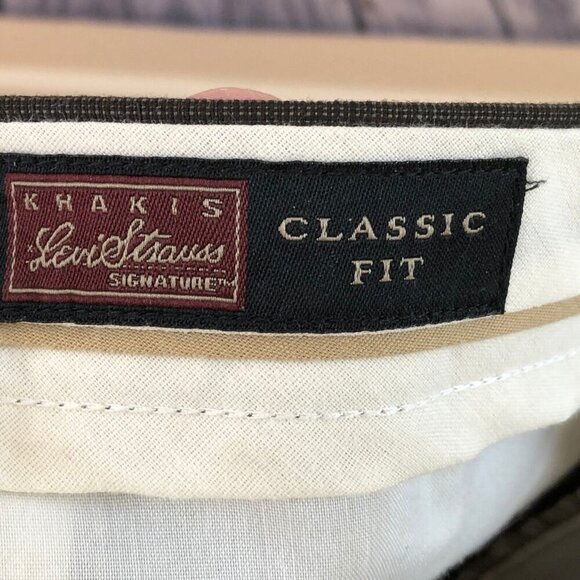 KHAKIS
Levi Strauss
SIGNATURE™
CLASSIC
FIT